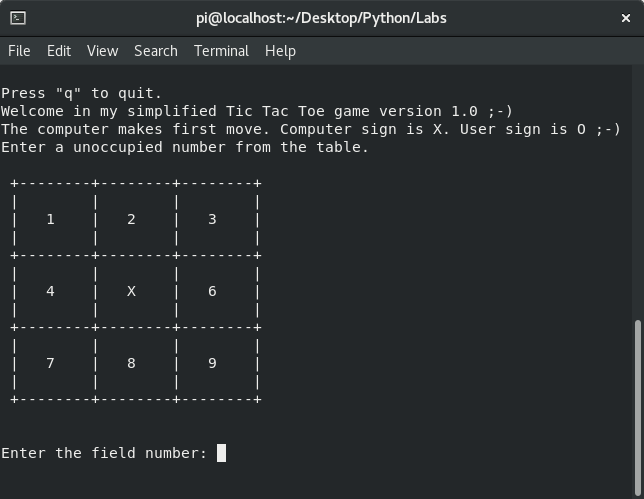 pi@localhost:~/Desktop/Python/Labs
File Edit View Search Terminal Help
Press "q" to quit.
Welcome in my simplified Tic Tac Toe game version 1.0 ;-)
The computer makes first move. Computer sign is X. User sign is O ;-)
Enter a unoccupied number from the table.
+--------+--------+--------+
|        |        |        |
|   1    |   2    |   3    |
|        |        |        |
+--------+--------+--------+
|        |        |        |
|   4    |   X    |   6    |
|        |        |        |
+--------+--------+--------+
|        |        |        |
|   7    |   8    |   9    |
|        |        |        |
+--------+--------+--------+
Enter the field number: